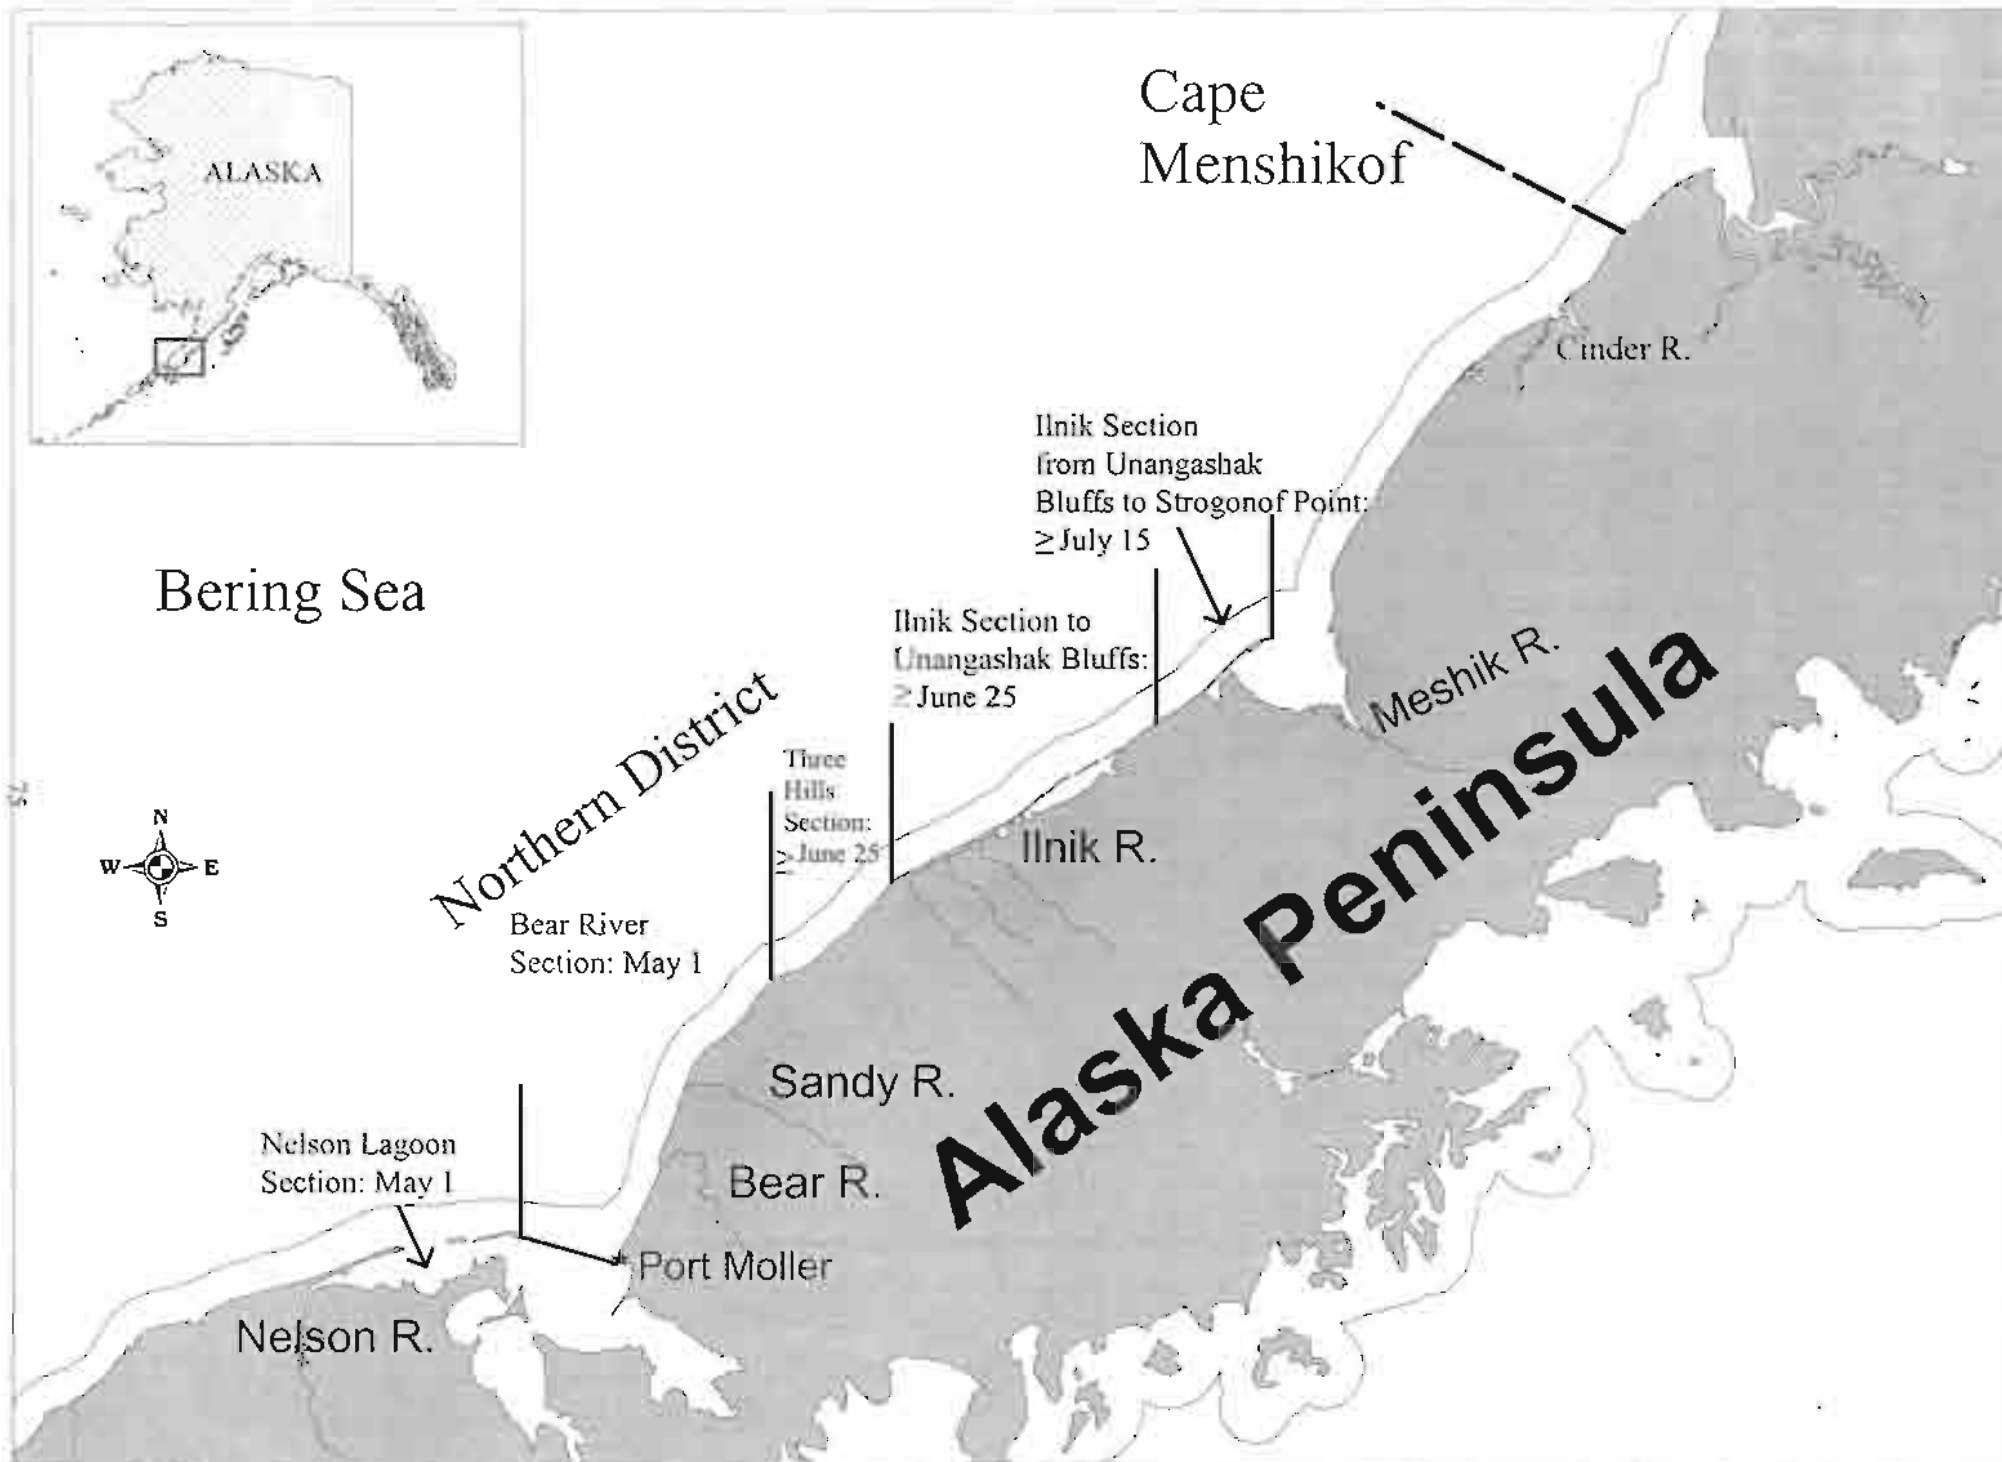 ALASKA
Cape
Menshikof
Cinder R.
Ilnik Section
from Unangashak
Bluffs to Strogonof Point:
≥July 15
Bering Sea
Ilnik Section to
Unangashak Bluffs:
≥June 25
Meshik R.
Northern District
Three
Hills
Section:
≥June 25
Alaska Peninsula
Ilnik R.
75
N
W E
S
Bear River
Section: May 1
Sandy R.
Nelson Lagoon
Section: May 1
Bear R.
Port Moller
Nelson R.